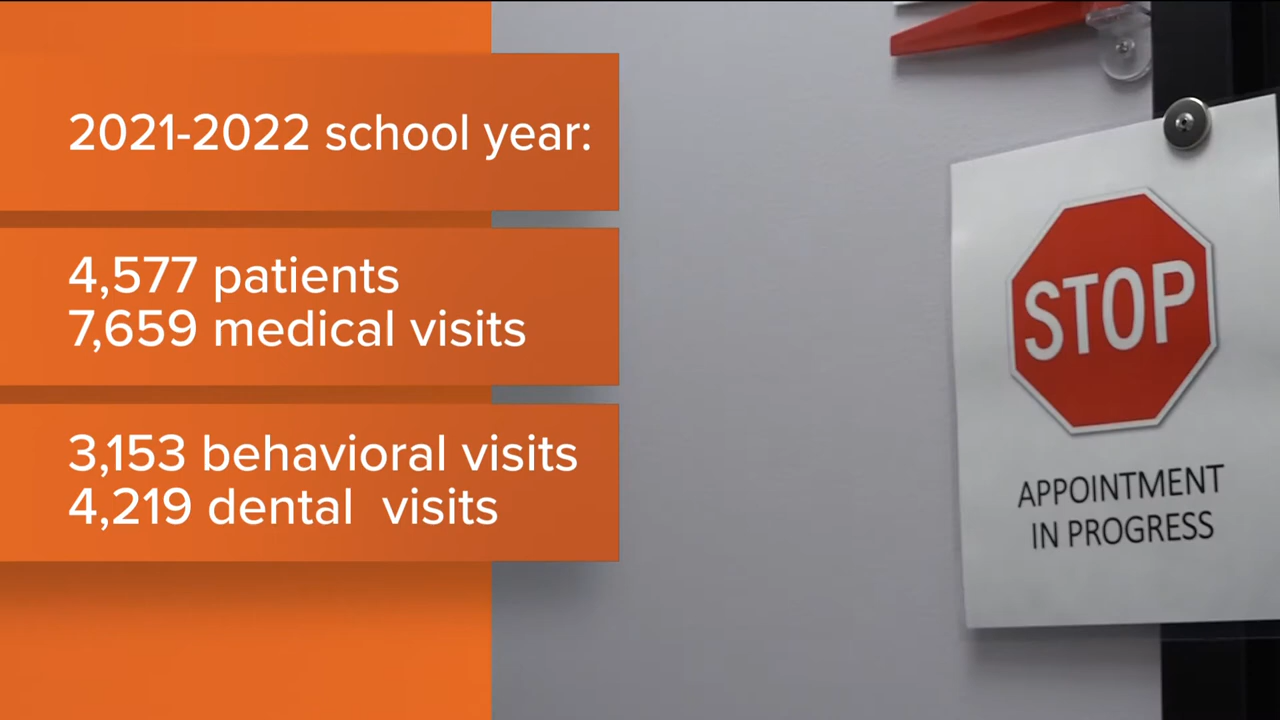 2021-2022 school year:
4,577 patients
7,659 medical visits
3,153 behavioral visits
4,219 dental  visits
STOP
APPOINTMENT
IN PROGRESS